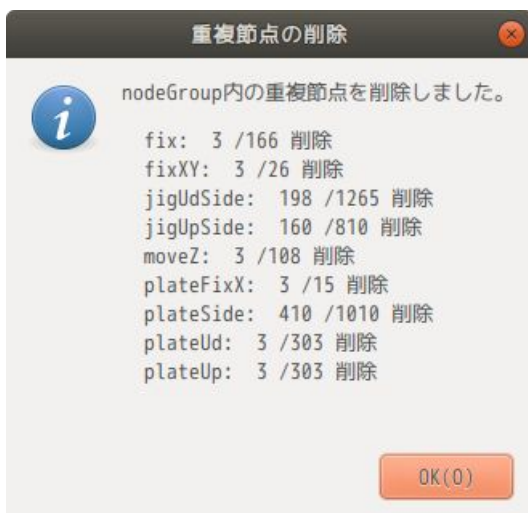 重複節点の削除
nodeGroup内の重複節点を削除しました。
fix: 3 /166 削除
fixXY: 3 /26 削除
jigUdSide: 198 /1265 削除
jigUpSide: 160 /810 削除
moveZ: 3 /108 削除
plateFixX: 3 /15 削除
plateSide: 410 /1010 削除
plateUd: 3 /303 削除
plateUp: 3 /303 削除
OK(O)